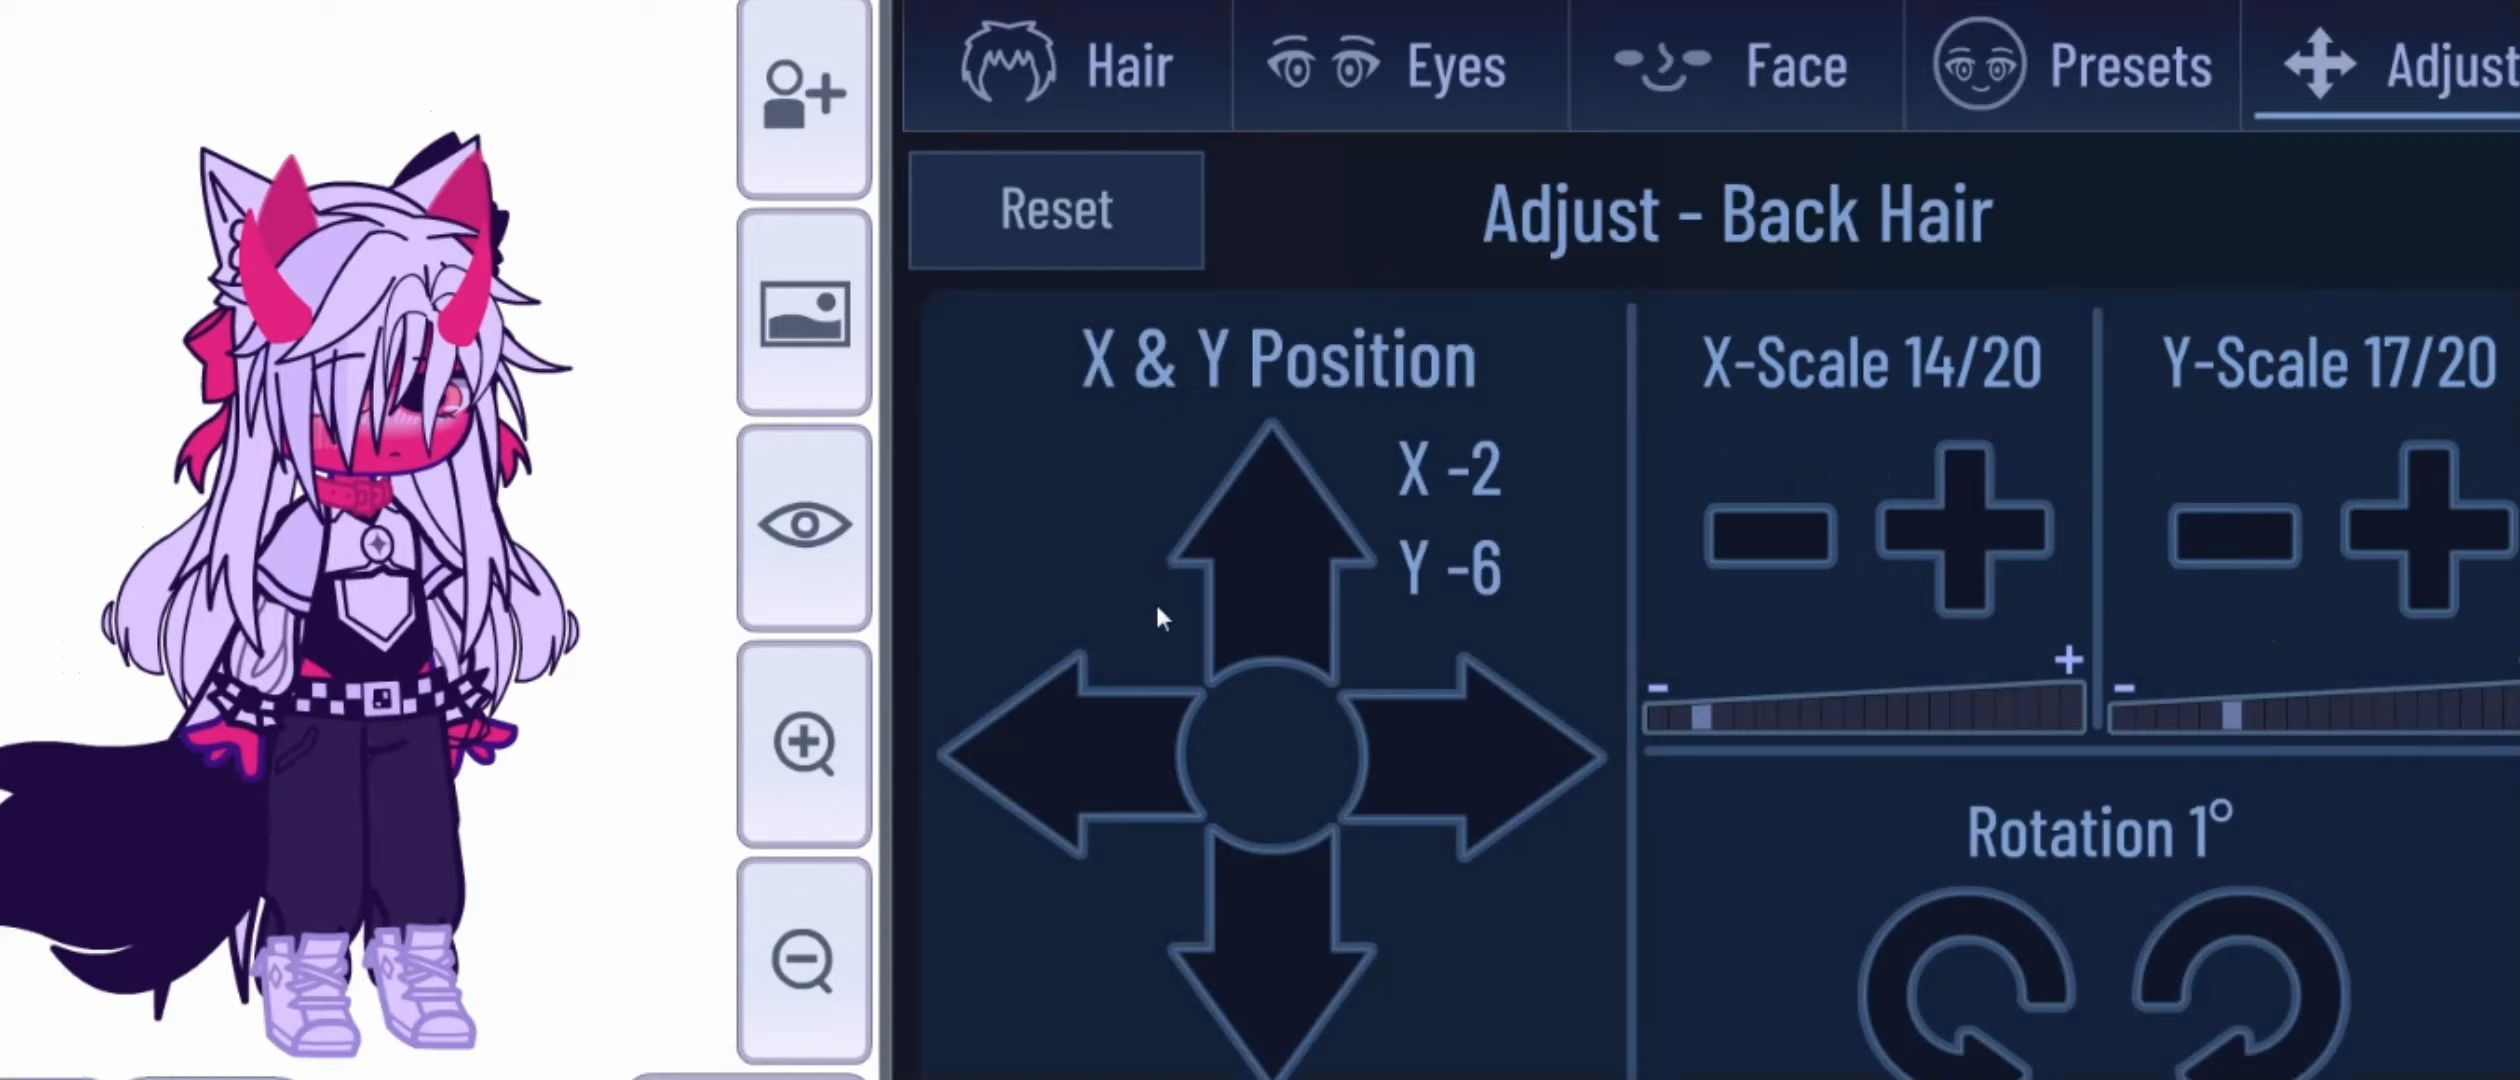 Hair
Eyes
Face
Presets
Adjust
Reset
Adjust - Back Hair
X & Y Position
X -2
Y -6
X-Scale 14/20
- +
Y-Scale 17/20
-
Rotation 1°